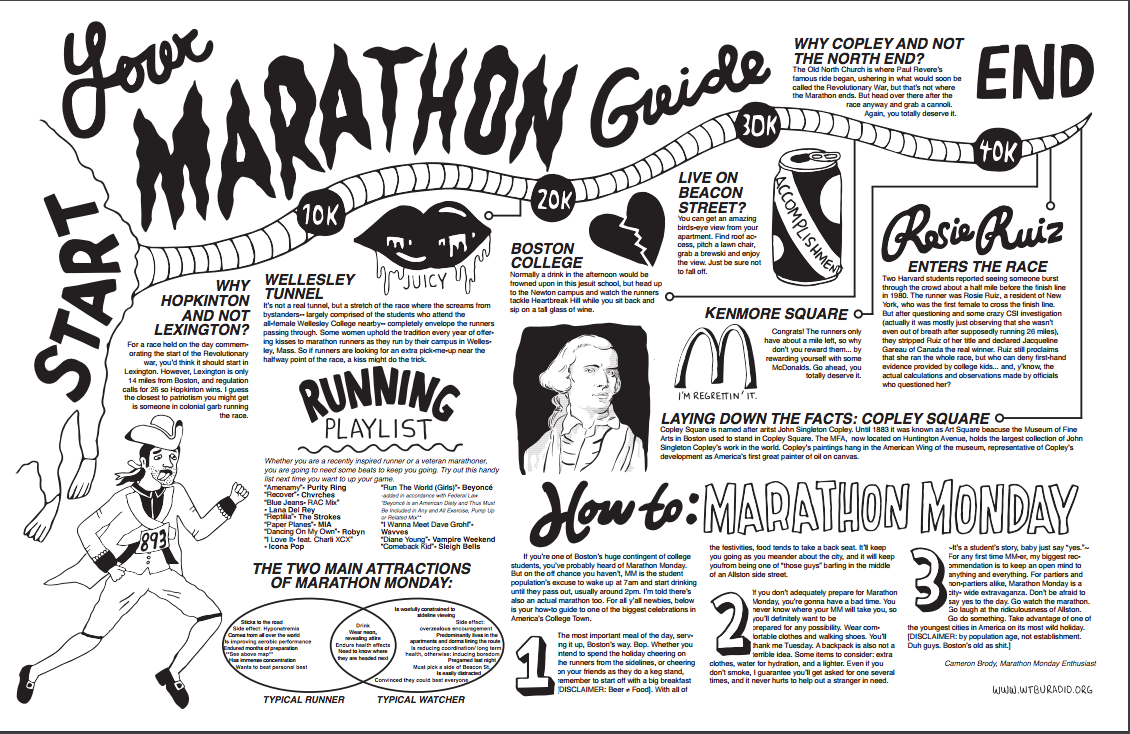 Your
MARATHON
Guide
START
10K
20K
30K
40K
END
WHY COPLEY AND NOT
THE NORTH END?
The Old North Church is where Paul Revere's
famous ride began, ushering in what would soon be
called the Revolutionary War, but that's not where
the Marathon ends. But head over there after the
race anyway and grab a cannoli.
Again, you totally deserve it.
WHY
HOPKINTON
AND NOT
LEXINGTON?
For a race held on the day commem-
orating the start of the Revolutionary
war, you'd think it should start in
Lexington. However, Lexington is only
14 miles from Boston, and regulation
calls for 26 so Hopkinton wins. I guess
the closest to patriotism you might get
is someone in colonial garb running
the race.
893
JUICY
WELLESLEY
TUNNEL
It's not a real tunnel, but a stretch of the race where the screams from
bystanders-- largely comprised of the students who attend the
all-female Wellesley College nearby-- completely envelope the runners
passing through. Some women uphold the tradition every year of offer-
ing kisses to marathon runners as they run by their campus in Welles-
ley, Mass. So if runners are looking for an extra pick-me-up near the
halfway point of the race, a kiss might do the trick.
BOSTON
COLLEGE
Normally a drink in the afternoon would be
frowned upon in this jesuit school, but head up
to the Newton campus and watch the runners
tackle Heartbreak Hill while you sit back and
sip on a tall glass of wine.
LIVE ON
BEACON
STREET?
You can get an amazing
birds-eye view from your
apartment. Find roof ac-
cess, pitch a lawn chair,
grab a brewski and enjoy
the view. Just be sure not
to fall off.
ACCOMPLISHMENT
KENMORE SQUARE
Congrats! The runners only
have about a mile left, so why
don't you reward them... by
rewarding yourself with some
McDonalds. Go ahead, you
totally deserve it.
I'M REGRETTIN' IT.
Rosie Ruiz
ENTERS THE RACE
Two Harvard students reported seeing someone burst
through the crowd about a half mile before the finish line
in 1980. The runner was Rosie Ruiz, a resident of New
York, who was the first female to cross the finish line.
But after questioning and some crazy CSI investigation
(actually it was mostly just observing that she wasn't
even out of breath after supposedly running 26 miles),
they stripped Ruiz of her title and declared Jacqueline
Gareau of Canada the real winner. Ruiz still proclaims
that she ran the whole race, but who can deny first-hand
evidence provided by college kids... and, y'know, the
actual calculations and observations made by officials
who questioned her?
LAYING DOWN THE FACTS: COPLEY SQUARE
Copley Square is named after aritst John Singleton Copley. Until 1883 it was known as Art Square beacuse the Museum of Fine
Arts in Boston used to stand in Copley Square. The MFA, now located on Huntington Avenue, holds the largest collection of John
Singleton Copley's work in the world. Copley's paintings hang in the American Wing of the museum, representative of Copley's
development as America's first great painter of oil on canvas.
RUNNING
PLAYLIST
Whether you are a recently inspired runner or a veteran marathoner,
you are going to need some beats to keep you going. Try out this handy
list next time you want to up your game.
"Amenamy"- Purity Ring
"Recover"- Chvrches
"Blue Jeans- RAC Mix"
- Lana Del Rey
"Reptilia"- The Strokes
"Paper Planes"- MIA
"Dancing On My Own"- Robyn
"I Love It- feat. Charli XCX"
- Icona Pop
"Run The World (Girls)"- Beyoncé
-added in accordance with Federal Law
"Beyoncé is an American Diety and Thus Must
Be Included in Any and All Exercise, Pump Up
or Related Mix"
"I Wanna Meet Dave Grohl"-
Wavves
"Diane Young"- Vampire Weekend
"Comeback Kid"- Sleigh Bells
THE TWO MAIN ATTRACTIONS
OF MARATHON MONDAY:
Sticks to the road
Side effect: Hyponatremia
Comes from all over the world
Is improving aerobic performance
Endured months of preparation
**See above map**
Has immense concentration
Wants to beat personal best
Drink
Wear neon,
revealing attire
Endure health effects
Need to know where
they are headed next
Is woefully constrained to
sideline viewing
Side effect:
overzealous encouragement
Predominantly lives in the
apartments and dorms lining the route
Is reducing coordination/ long term
health, otherwise: inducing boredom
Pregamed last night
Must pick a side of Beacon St.
Is easily distracted
Convinced they could beat everyone
TYPICAL RUNNER
TYPICAL WATCHER
How to:
MARATHON MONDAY
If you're one of Boston's huge contingent of college
students, you've probably heard of Marathon Monday.
But on the off chance you haven't, MM is the student
population's excuse to wake up at 7am and start drinking
until they pass out, usually around 2pm. I'm told there's
also an actual marathon too. For all y'all newbies, below
is your how-to guide to one of the biggest celebrations in
America's College Town.
1
The most important meal of the day, serv-
ing it up, Boston's way. Bop. Whether you
intend to spend the holiday cheering on
the runners from the sidelines, or cheering
on your friends as they do a keg stand,
remember to start off with a big breakfast
[DISCLAIMER: Beer ≠ Food]. With all of
the festivities, food tends to take a back seat. It'll keep
you going as you meander about the city, and it will keep
youfrom being one of "those guys" barfing in the middle
of an Allston side street.
2
If you don't adequately prepare for Marathon
Monday, you're gonna have a bad time. You
never know where your MM will take you, so
you'll definitely want to be
prepared for any possibility. Wear com-
fortable clothes and walking shoes. You'll
thank me Tuesday. A backpack is also not a
terrible idea. Some items to consider: extra
clothes, water for hydration, and a lighter. Even if you
don't smoke, I guarantee you'll get asked for one several
times, and it never hurts to help out a stranger in need.
3
~It's a student's story, baby just say "yes."~
For any first time MM-er, my biggest rec-
ommendation is to keep an open mind to
anything and everything. For partiers and
non-partiers alike, Marathon Monday is a
city- wide extravaganza. Don't be afraid to
say yes to the day. Go watch the marathon.
Go laugh at the ridiculousness of Allston.
Go do something. Take advantage of one of
the youngest cities in America on its most wild holiday.
[DISCLAIMER: by population age, not establishment.
Duh guys. Boston's old as shit.]
Cameron Brody, Marathon Monday Enthusiast
WWW.WTBURADIO.ORG